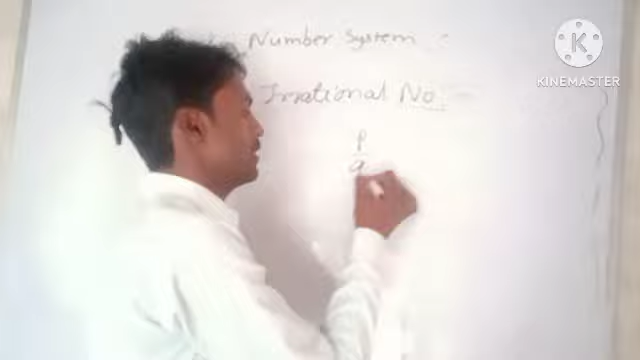 Number System :-
KINEMASTER
Irrational No.
P
q